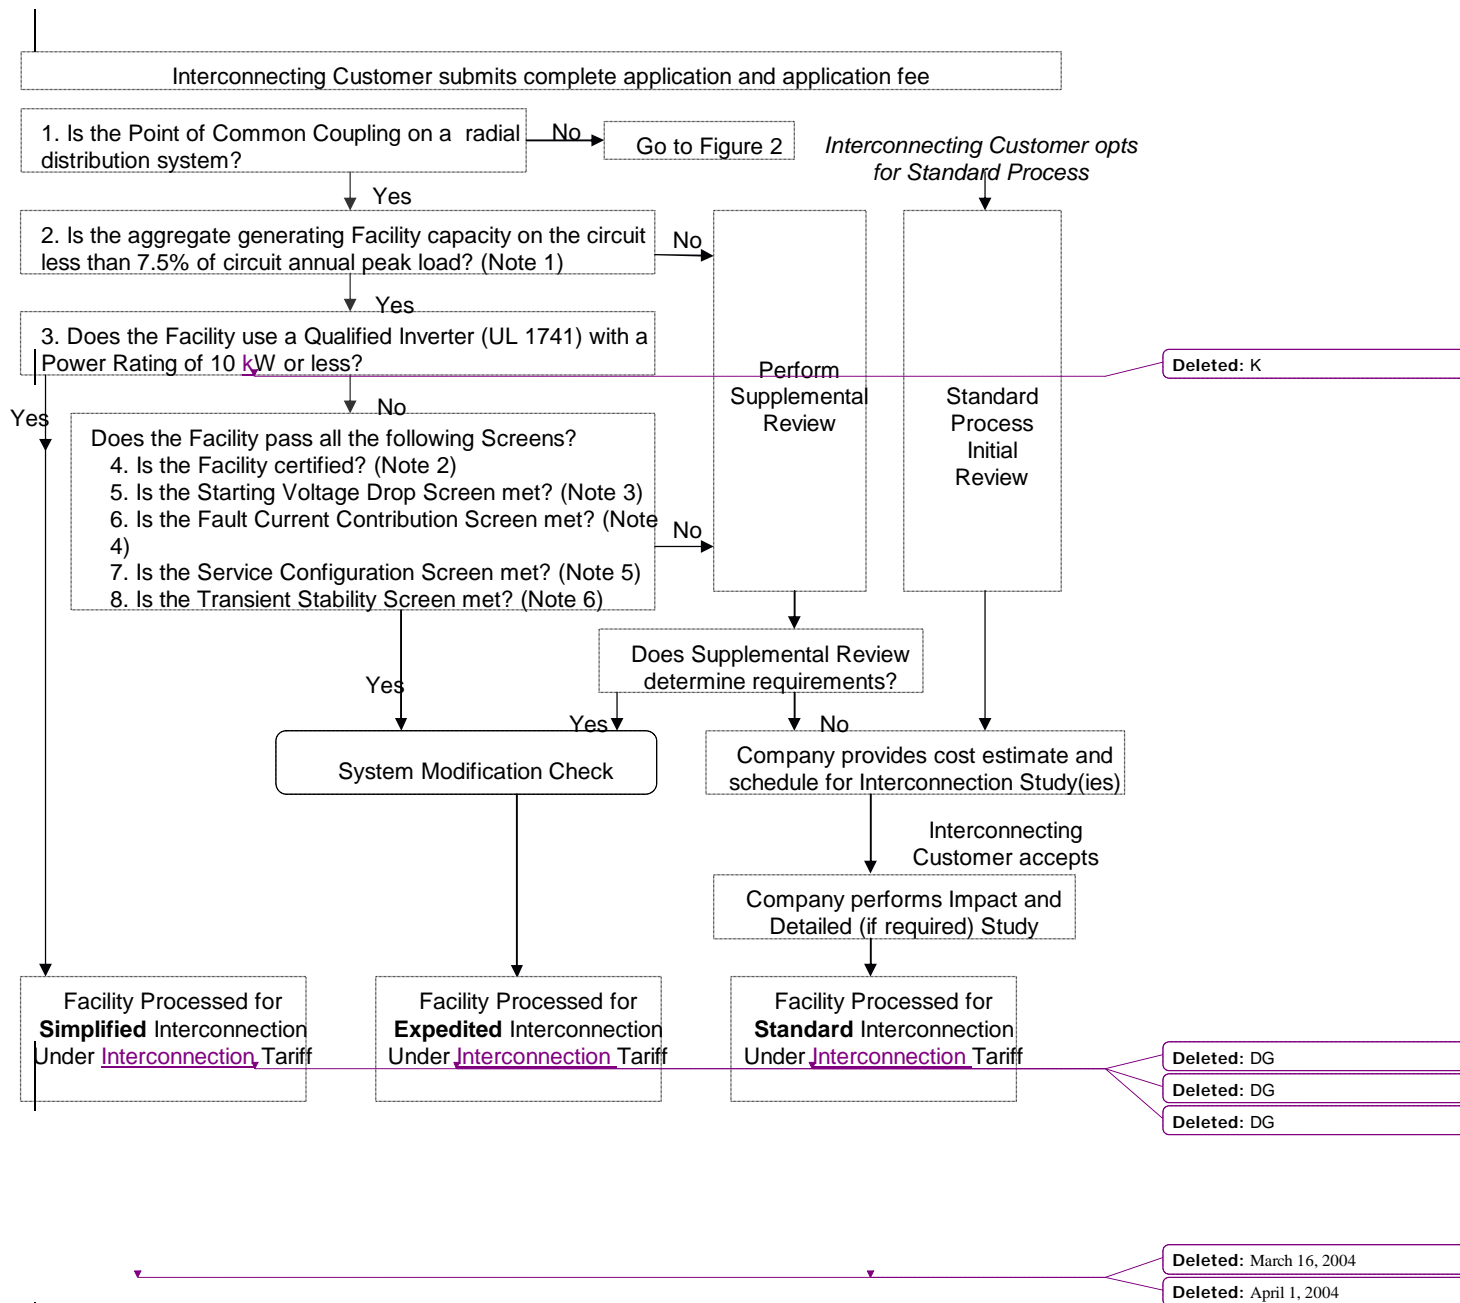 Interconnecting Customer submits complete application and application fee
1. Is the Point of Common Coupling on a radial
distribution system?
No
Go to Figure 2
Interconnecting Customer opts
for Standard Process
Yes
2. Is the aggregate generating Facility capacity on the circuit
less than 7.5% of circuit annual peak load? (Note 1)
No
Yes
3. Does the Facility use a Qualified Inverter (UL 1741) with a
Power Rating of 10 kW or less?
Deleted: K
Perform
Supplemental
Review
Standard
Process
Initial
Review
Yes
No
Does the Facility pass all the following Screens?
4. Is the Facility certified? (Note 2)
5. Is the Starting Voltage Drop Screen met? (Note 3)
6. Is the Fault Current Contribution Screen met? (Note
4)
7. Is the Service Configuration Screen met? (Note 5)
8. Is the Transient Stability Screen met? (Note 6)
No
Does Supplemental Review
determine requirements?
Yes
Yes
No
System Modification Check
Company provides cost estimate and
schedule for Interconnection Study(ies)
Interconnecting
Customer accepts
Company performs Impact and
Detailed (if required) Study
Facility Processed for
Simplified Interconnection
Under Interconnection Tariff
Facility Processed for
Expedited Interconnection
Under Interconnection Tariff
Facility Processed for
Standard Interconnection
Under Interconnection Tariff
Deleted: DG
Deleted: DG
Deleted: DG
Deleted: March 16, 2004
Deleted: April 1, 2004